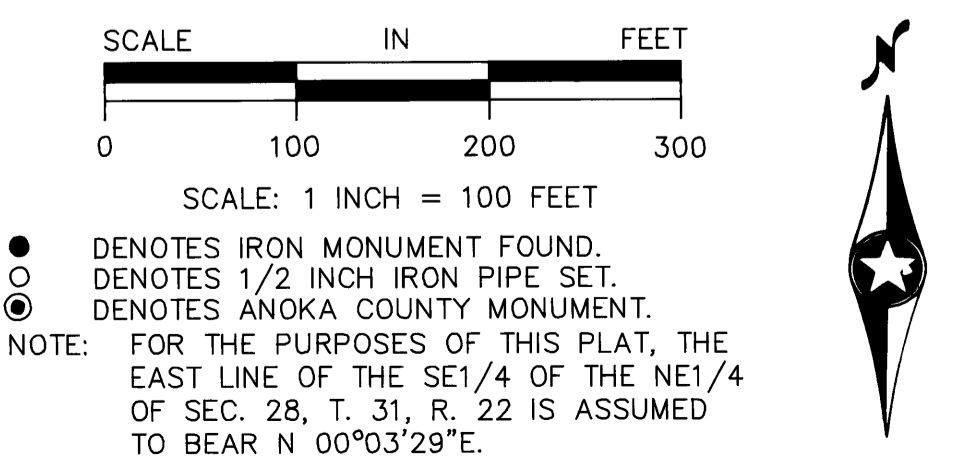 SCALE IN FEET
0 100 200 300
SCALE: 1 INCH = 100 FEET
DENOTES IRON MONUMENT FOUND.
DENOTES 1/2 INCH IRON PIPE SET.
DENOTES ANOKA COUNTY MONUMENT.
NOTE: FOR THE PURPOSES OF THIS PLAT, THE
EAST LINE OF THE SE1/4 OF THE NE1/4
OF SEC. 28, T. 31, R. 22 IS ASSUMED
TO BEAR N 00°03'29"E.
N